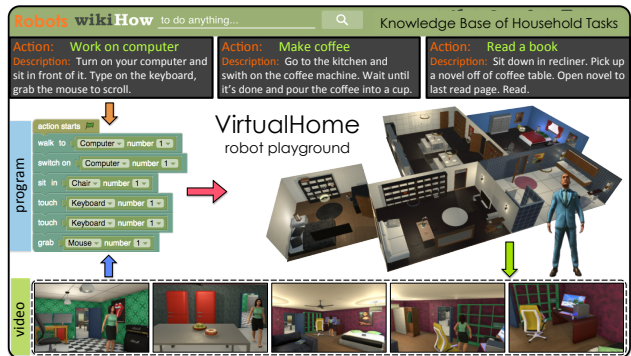 Robots wikiHow to do anything...
Knowledge Base of Household Tasks
Action: Work on computer
Description: Turn on your computer and
sit in front of it. Type on the keyboard,
grab the mouse to scroll.
Action: Make coffee
Description: Go to the kitchen and
swith on the coffee machine. Wait until
it's done and pour the coffee into a cup.
Action: Read a book
Description: Sit down in recliner. Pick up
a novel off of coffee table. Open novel to
last read page. Read.
program
action starts
walk to Computer number 1
switch on Computer number 1
sit in Chair number 1
touch Keyboard number 1
touch Keyboard number 1
grab Mouse number 1
VirtualHome
robot playground
video